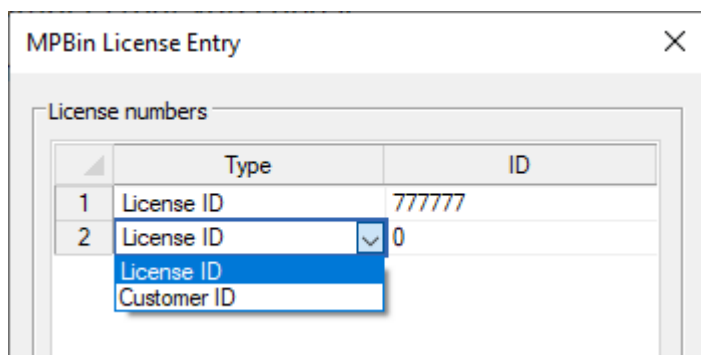 MPBin License Entry
License numbers
Type ID
1 License ID 777777
2 License ID 0
License ID
Customer ID